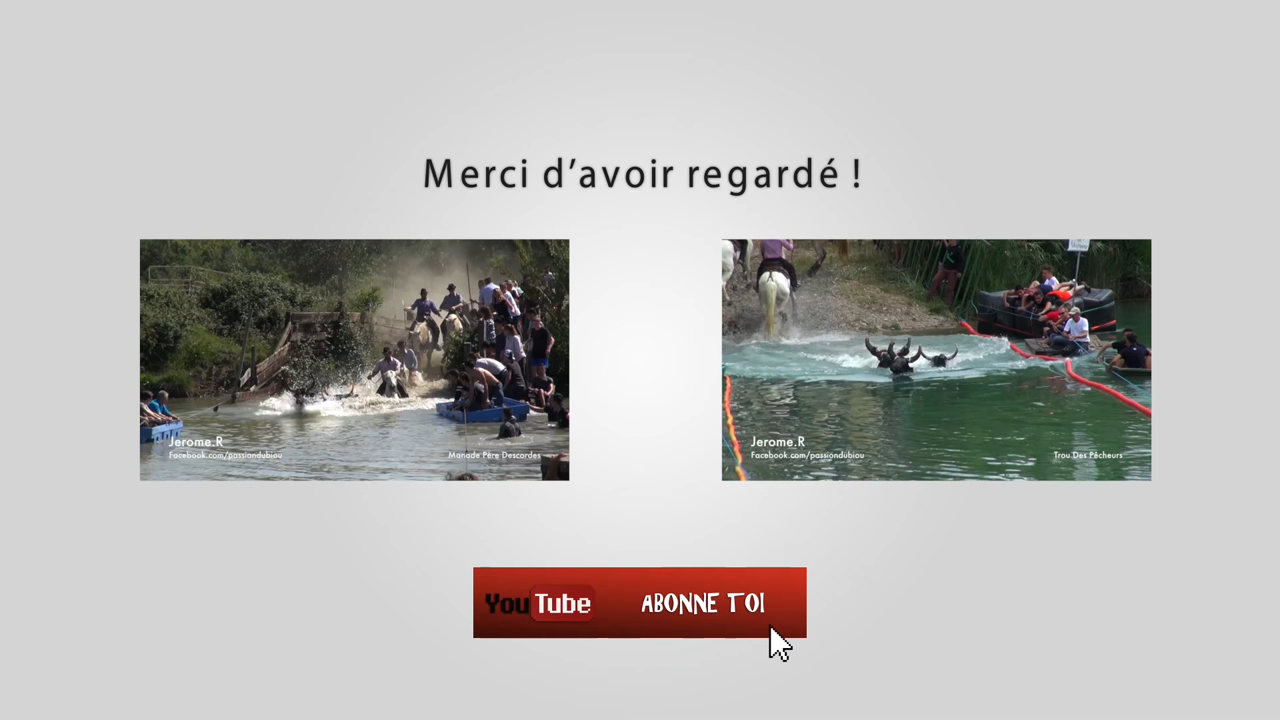 Merci d'avoir regardé !
Jerome.R
Facebook.com/passiondubiou
Manade Père Descordes
Jerome.R
Facebook.com/passiondubiou
Trou Des Pêcheurs
YouTube ABONNE TOI